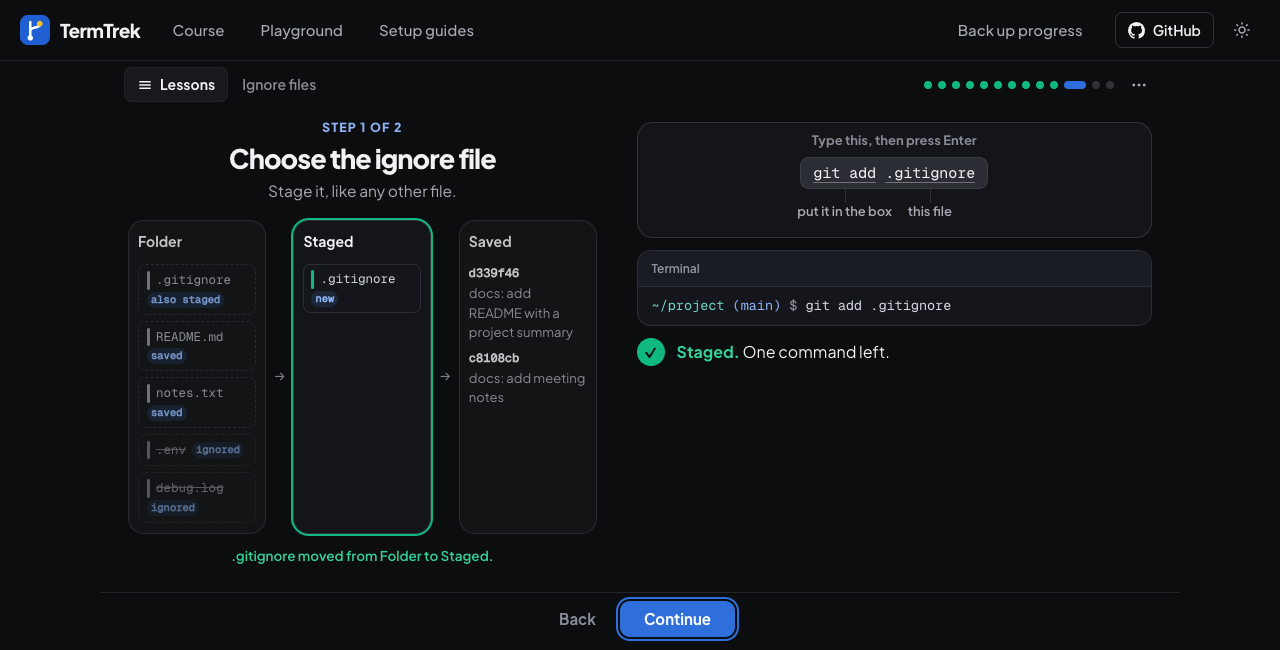 TermTrek
Course
Playground
Setup guides
Back up progress
GitHub
Lessons
Ignore files
STEP 1 OF 2
Choose the ignore file
Stage it, like any other file.
Folder
.gitignore
also staged
README.md
saved
notes.txt
saved
.env ignored
debug.log
ignored
→
Staged
.gitignore
new
→
Saved
d339f46
docs: add
README with a
project summary
c8108cb
docs: add meeting
notes
.gitignore moved from Folder to Staged.
Type this, then press Enter
git add .gitignore
put it in the box this file
Terminal
~/project (main) $ git add .gitignore
Staged. One command left.
Back
Continue